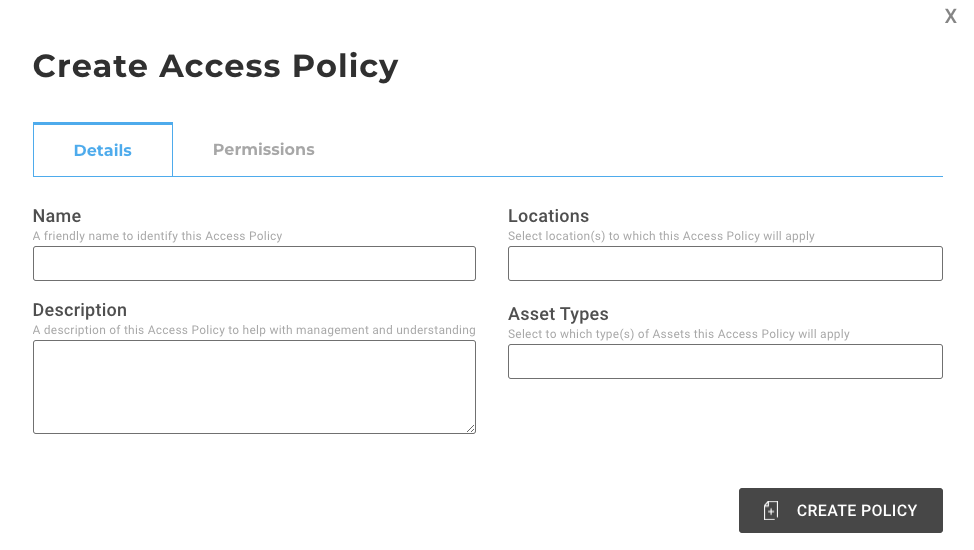 X
Create Access Policy
Details
Permissions
Name
A friendly name to identify this Access Policy
Description
A description of this Access Policy to help with management and understanding
Locations
Select location(s) to which this Access Policy will apply
Asset Types
Select to which type(s) of Assets this Access Policy will apply
CREATE POLICY